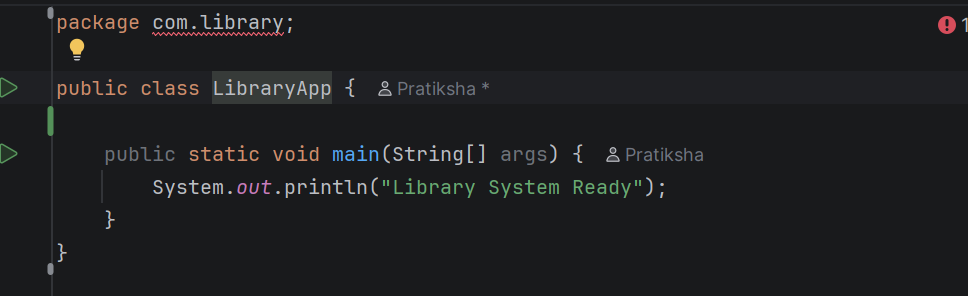 package com.library;
1
public class LibraryApp { Pratiksha *
public static void main(String[] args) { Pratiksha
System.out.println("Library System Ready");
}
}